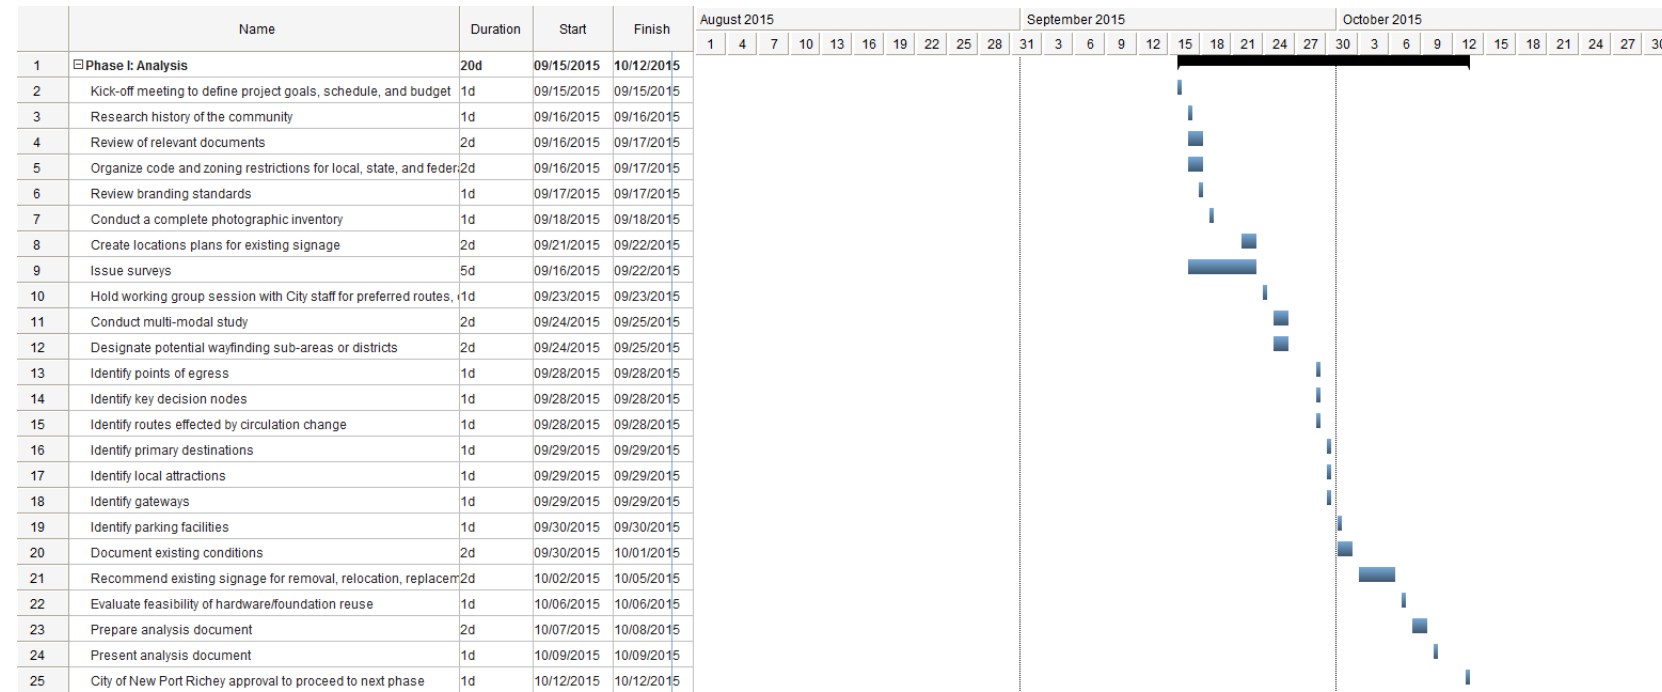 Name Duration Start Finish August 2015 September 2015 October 2015
1 4 7 10 13 16 19 22 25 28 31 3 6 9 12 15 18 21 24 27 30 3 6 9 12 15 18 21 24 27 30
1 Phase I: Analysis 20d 09/15/2015 10/12/2015
2 Kick-off meeting to define project goals, schedule, and budget 1d 09/15/2015 09/15/2015
3 Research history of the community 1d 09/16/2015 09/16/2015
4 Review of relevant documents 2d 09/16/2015 09/17/2015
5 Organize code and zoning restrictions for local, state, and feder 2d 09/16/2015 09/17/2015
6 Review branding standards 1d 09/17/2015 09/17/2015
7 Conduct a complete photographic inventory 1d 09/18/2015 09/18/2015
8 Create locations plans for existing signage 2d 09/21/2015 09/22/2015
9 Issue surveys 5d 09/16/2015 09/22/2015
10 Hold working group session with City staff for preferred routes, 1d 09/23/2015 09/23/2015
11 Conduct multi-modal study 2d 09/24/2015 09/25/2015
12 Designate potential wayfinding sub-areas or districts 2d 09/24/2015 09/25/2015
13 Identify points of egress 1d 09/28/2015 09/28/2015
14 Identify key decision nodes 1d 09/28/2015 09/28/2015
15 Identify routes effected by circulation change 1d 09/28/2015 09/28/2015
16 Identify primary destinations 1d 09/29/2015 09/29/2015
17 Identify local attractions 1d 09/29/2015 09/29/2015
18 Identify gateways 1d 09/29/2015 09/29/2015
19 Identify parking facilities 1d 09/30/2015 09/30/2015
20 Document existing conditions 2d 09/30/2015 10/01/2015
21 Recommend existing signage for removal, relocation, replacem 2d 10/02/2015 10/05/2015
22 Evaluate feasibility of hardware/foundation reuse 1d 10/06/2015 10/06/2015
23 Prepare analysis document 2d 10/07/2015 10/08/2015
24 Present analysis document 1d 10/09/2015 10/09/2015
25 City of New Port Richey approval to proceed to next phase 1d 10/12/2015 10/12/2015